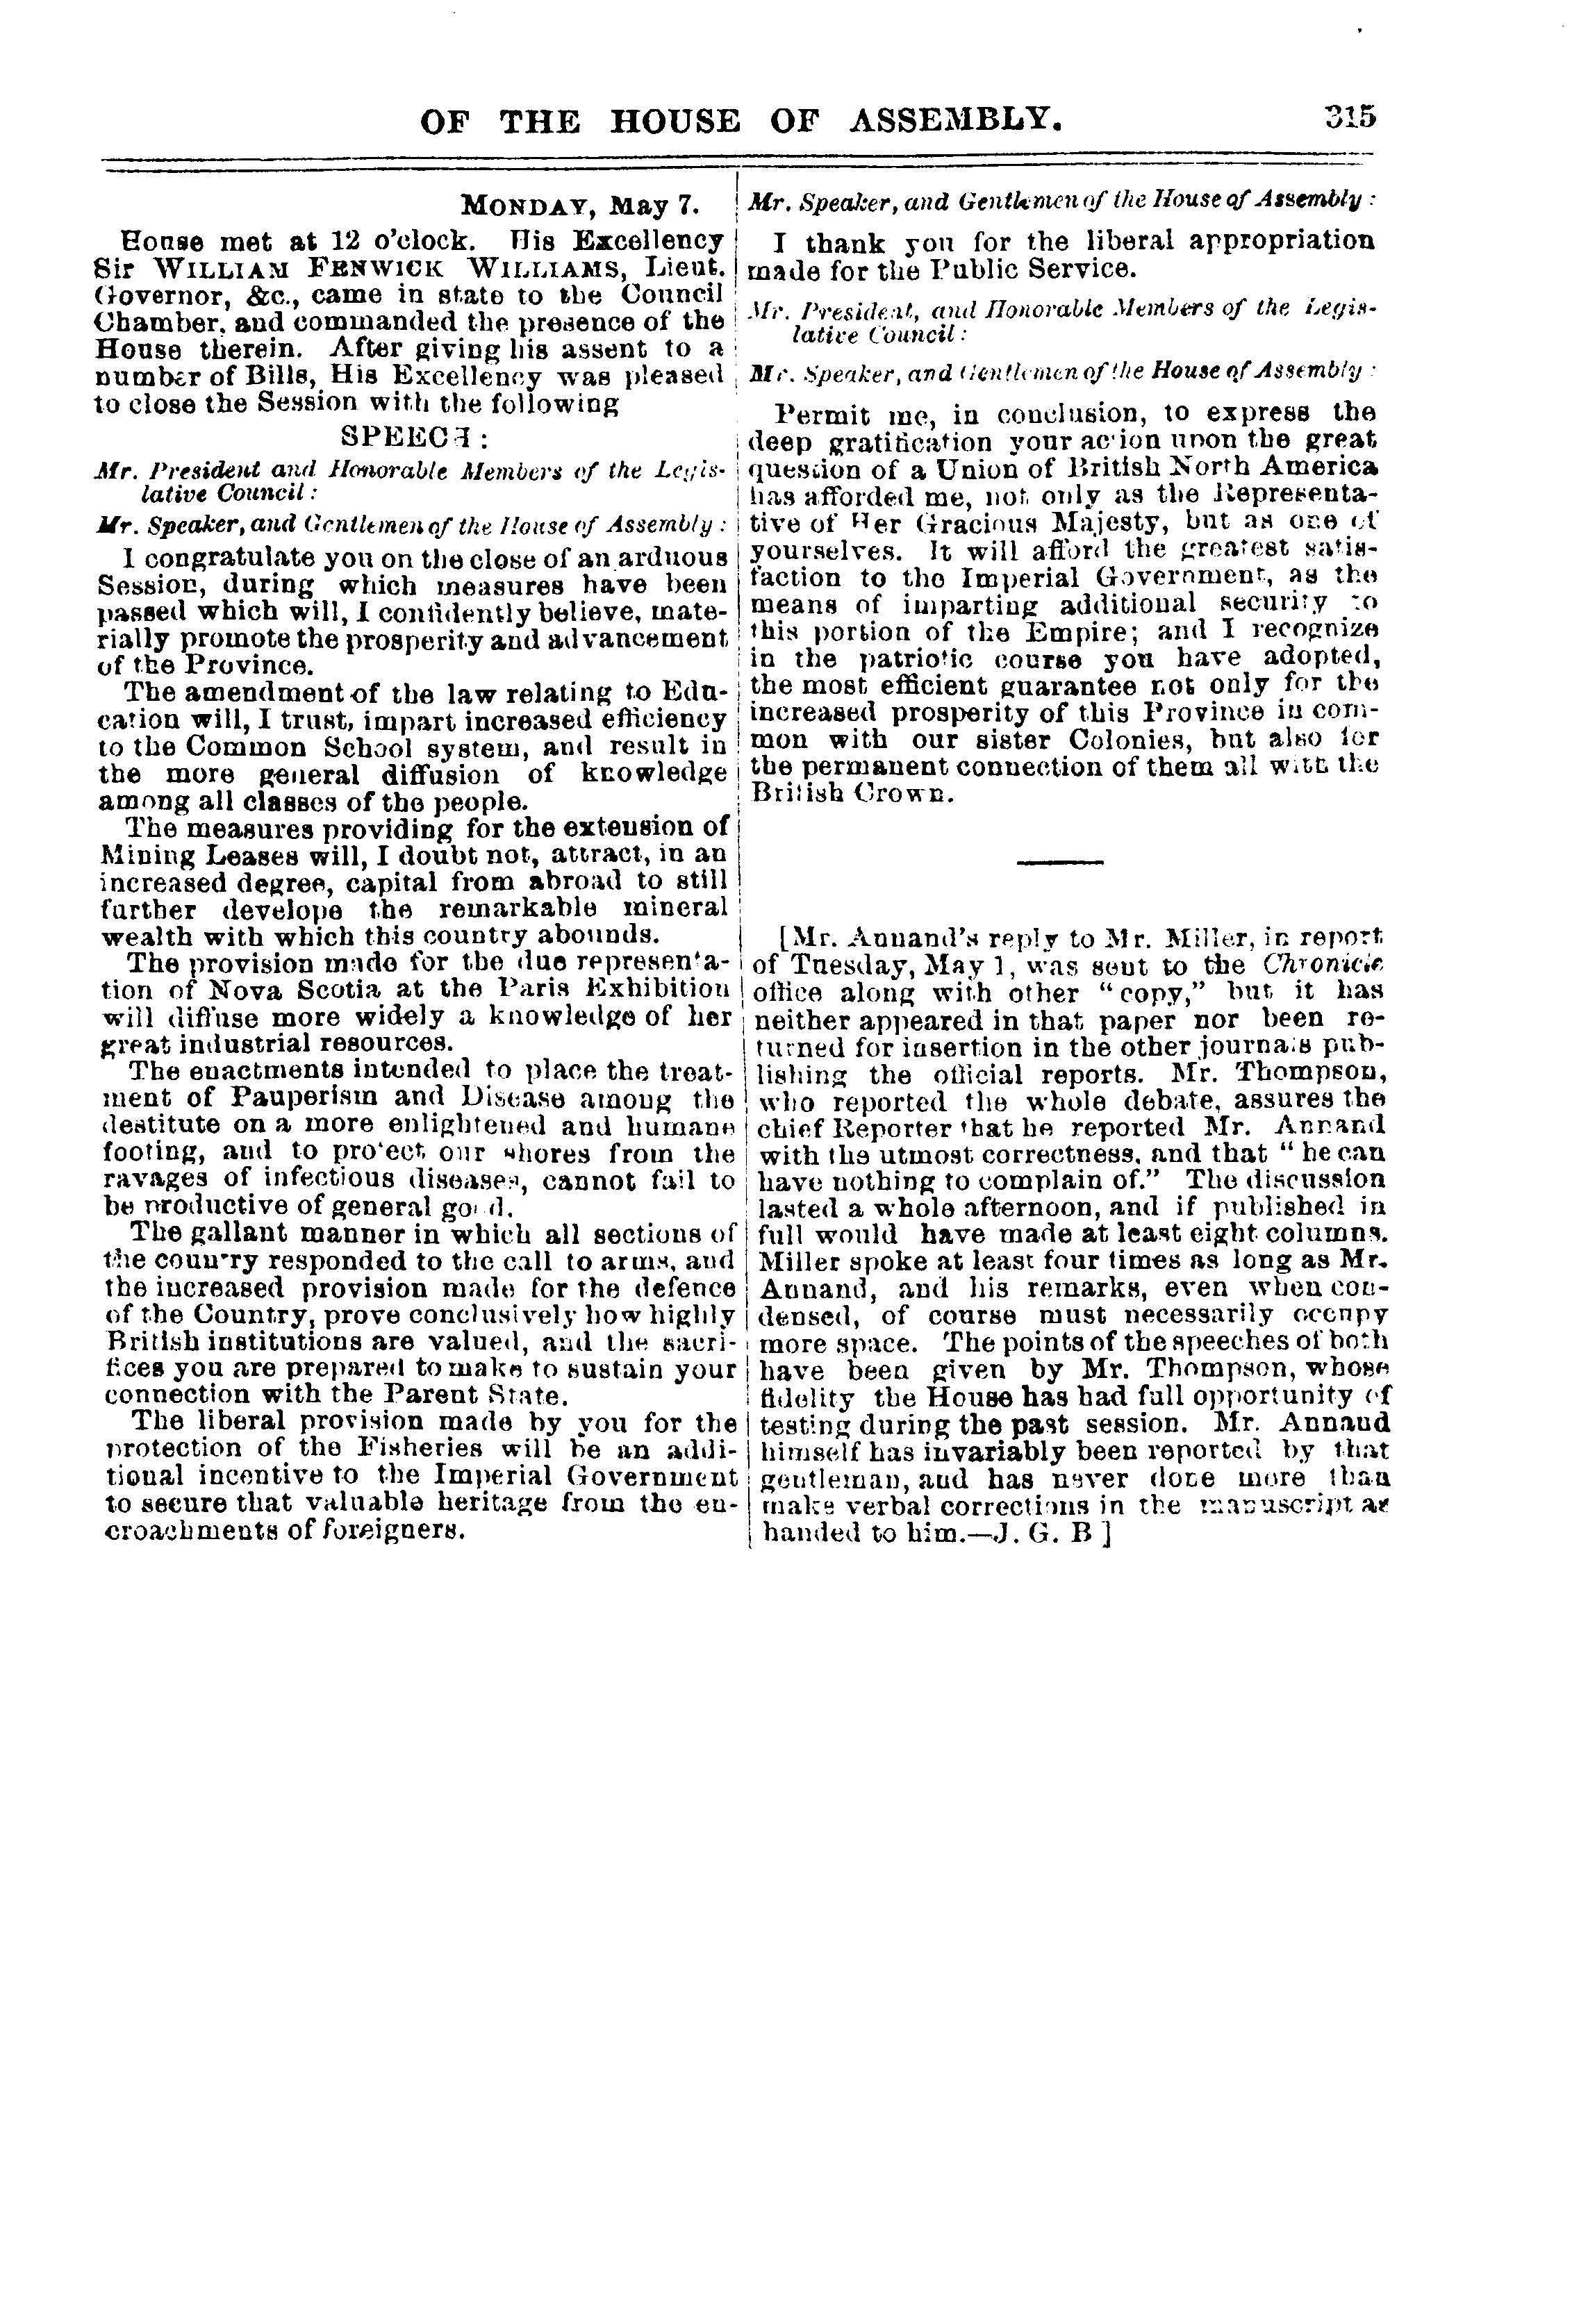 OF THE HOUSE OF ASSEMBLY. 315
MONDAY, May 7.
House met at 12 o'clock. His Excellency
Sir WILLIAM FENWICK WILLIAMS, Lieut.
Governor, &c., came in state to the Council
Chamber, and commanded the presence of the
House therein. After giving his assent to a
number of Bills, His Excellency was pleased
to close the Session with the following
SPEECH:
Mr. President and Honorable Members of the Legis-
lative Council:
Mr. Speaker, and Gentlemen of the House of Assembly:
I congratulate you on the close of an arduous
Session, during which measures have been
passed which will, I confidently believe, mate-
rially promote the prosperity and advancement
of the Province.
The amendment of the law relating to Edu-
cation will, I trust, impart increased efficiency
to the Common School system, and result in
the more general diffusion of knowledge
among all classes of the people.
The measures providing for the extension of
Mining Leases will, I doubt not, attract, in an
increased degree, capital from abroad to still
further develope the remarkable mineral
wealth with which this country abounds.
The provision made for the due representa-
tion of Nova Scotia at the Paris Exhibition
will diffuse more widely a knowledge of her
great industrial resources.
The enactments intended to place the treat-
ment of Pauperism and Disease among the
destitute on a more enlightened and humane
footing, and to protect our shores from the
ravages of infectious diseases, cannot fail to
be productive of general good.
The gallant manner in which all sections of
the country responded to the call to arms, and
the increased provision made for the defence
of the Country, prove conclusively how highly
British institutions are valued, and the sacri-
fices you are prepared to make to sustain your
connection with the Parent State.
The liberal provision made by you for the
protection of the Fisheries will be an addi-
tional incentive to the Imperial Government
to secure that valuable heritage from the en-
croachments of foreigners.
Mr. Speaker, and Gentlemen of the House of Assembly:
I thank you for the liberal appropriation
made for the Public Service.
Mr. President, and Honorable Members of the Legis-
lative Council:
Mr. Speaker, and Gentlemen of the House of Assembly:
Permit me, in conclusion, to express the
deep gratification your action upon the great
question of a Union of British North America
has afforded me, not only as the Representa-
tive of Her Gracious Majesty, but as one of
yourselves. It will afford the greatest satis-
faction to the Imperial Government, as the
means of imparting additional security to
this portion of the Empire; and I recognize
in the patriotic course you have adopted,
the most efficient guarantee not only for the
increased prosperity of this Province in com-
mon with our sister Colonies, but also for
the permanent connection of them all with the
British Crown.
[Mr. Annand's reply to Mr. Miller, in report
of Tuesday, May 1, was sent to the Chronicle
office along with other "copy," but it has
neither appeared in that paper nor been re-
turned for insertion in the other journals pub-
lishing the official reports. Mr. Thompson,
who reported the whole debate, assures the
chief Reporter that he reported Mr. Annand
with the utmost correctness, and that "he can
have nothing to complain of." The discussion
lasted a whole afternoon, and if published in
full would have made at least eight columns.
Miller spoke at least four times as long as Mr.
Annand, and his remarks, even when con-
densed, of course must necessarily occupy
more space. The points of the speeches of both
have been given by Mr. Thompson, whose
fidelity the House has had full opportunity of
testing during the past session. Mr. Annand
himself has invariably been reported by that
gentleman, and has never done more than
make verbal corrections in the manuscript as
handed to him.—J. G. B ]